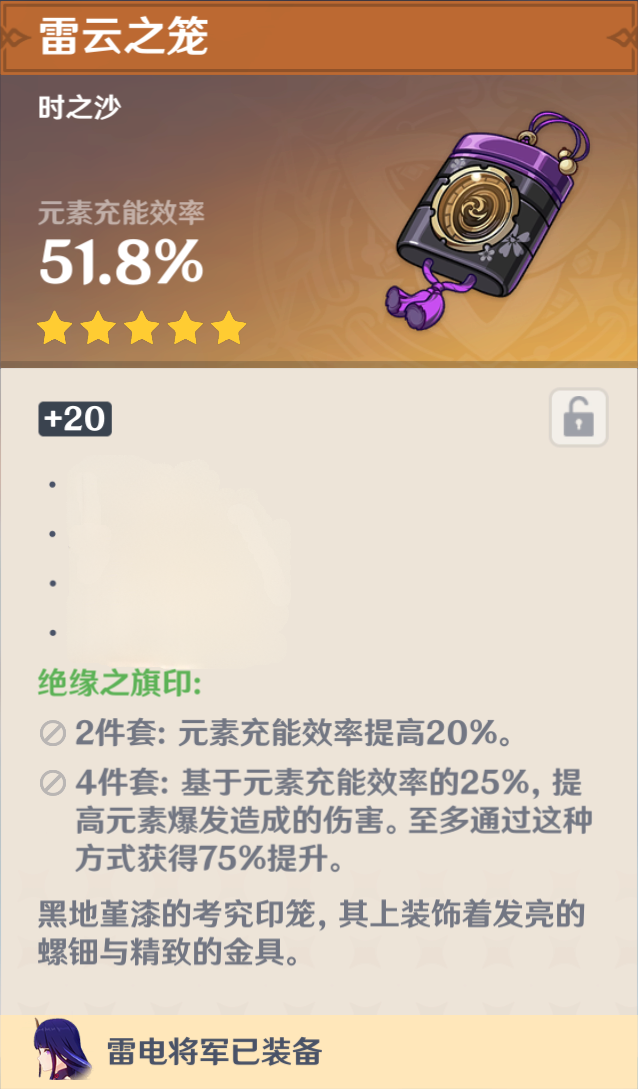 雷云之笼
时之沙
元素充能效率
51.8%
+20
·
·
·
·
绝缘之旗印:
2件套: 元素充能效率提高20%。
4件套: 基于元素充能效率的25%, 提
高元素爆发造成的伤害。至多通过这种
方式获得75%提升。
黑地堇漆的考究印笼, 其上装饰着发亮的
螺钿与精致的金具。
雷电将军已装备